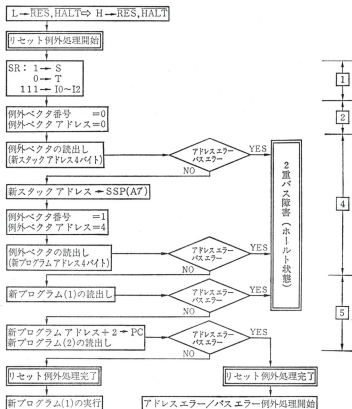 L→RES,HALT⇨ H→RES,HALT
リセット例外処理開始
SR: 1→ S
0→ T
111→ I0~I2
1
例外ベクタ番号 =0
例外ベクタアドレス=0
2
例外ベクタの読出し
(新スタックアドレス4バイト)
アドレスエラー
バスエラー
YES
NO
2重バス障害(ホールト状態)
新スタックアドレス→SSP(A7)
4
例外ベクタ番号 =1
例外ベクタアドレス=4
例外ベクタの読出し
(新プログラムアドレス4バイト)
アドレスエラー
バスエラー
YES
NO
新プログラム(1)の読出し
アドレスエラー
バスエラー
YES
NO
5
新プログラムアドレス+2→PC
新プログラム(2)の読出し
アドレスエラー
バスエラー
YES
NO
リセット例外処理完了
リセット例外処理完了
新プログラム(1)の実行
アドレスエラー/バスエラー例外処理開始